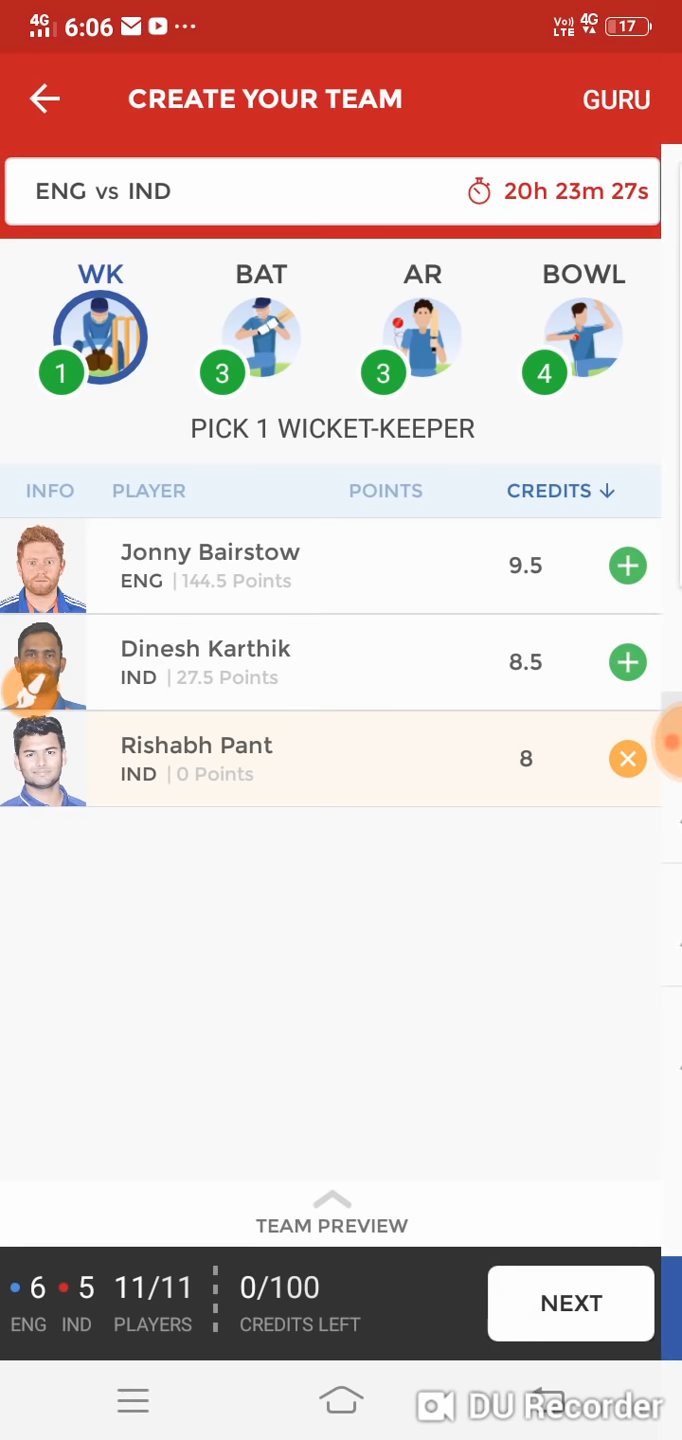 4G 6:06 Vo)) LTE 4G 17
CREATE YOUR TEAM GURU
ENG vs IND 20h 23m 27s
WK BAT AR BOWL
1 3 3 4
PICK 1 WICKET-KEEPER
INFO PLAYER POINTS CREDITS
Jonny Bairstow
ENG | 144.5 Points 9.5
Dinesh Karthik
IND | 27.5 Points 8.5
Rishabh Pant
IND | 0 Points 8
TEAM PREVIEW
6 5 11/11 0/100
ENG IND PLAYERS CREDITS LEFT
NEXT
DU Recorder